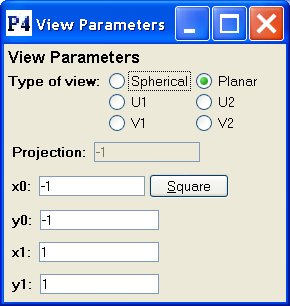 P4 View Parameters
View Parameters
Type of view: Spherical Planar
U1 U2
V1 V2
Projection: -1
x0: -1 Square
y0: -1
x1: 1
y1: 1